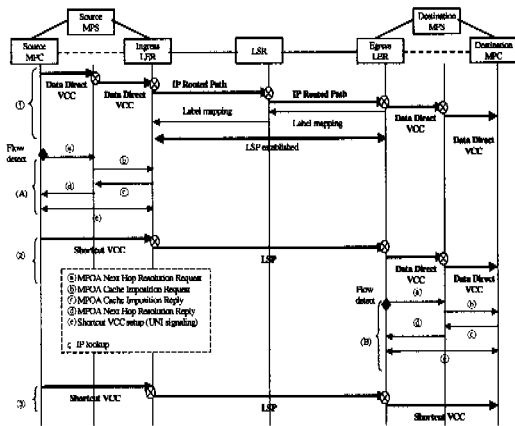 Source
MPS
Destination
MPS
Source
MPC
Ingress
LER
LSR
Egress
LER
Destination
MPC
Data Direct
VCC
Data Direct
VCC
IP Routed Path
IP Routed Path
Data Direct
VCC
Data Direct
VCC
(1)
Label mapping
Label mapping
LSP established
Flow
detect
(a)
(b)
(c)
(d)
(e)
(A)
(2)
Shortcut VCC
LSP
Data Direct
VCC
Data Direct
VCC
(a) MPOA Next Hop Resolution Request
(b) MPOA Cache Imposition Request
(c) MPOA Cache Imposition Reply
(d) MPOA Next Hop Resolution Reply
(e) Shortcut VCC setup (UNI signaling)
IP lookup
Flow
detect
(a)
(b)
(c)
(d)
(e)
(B)
(3)
Shortcut VCC
LSP
Shortcut VCC